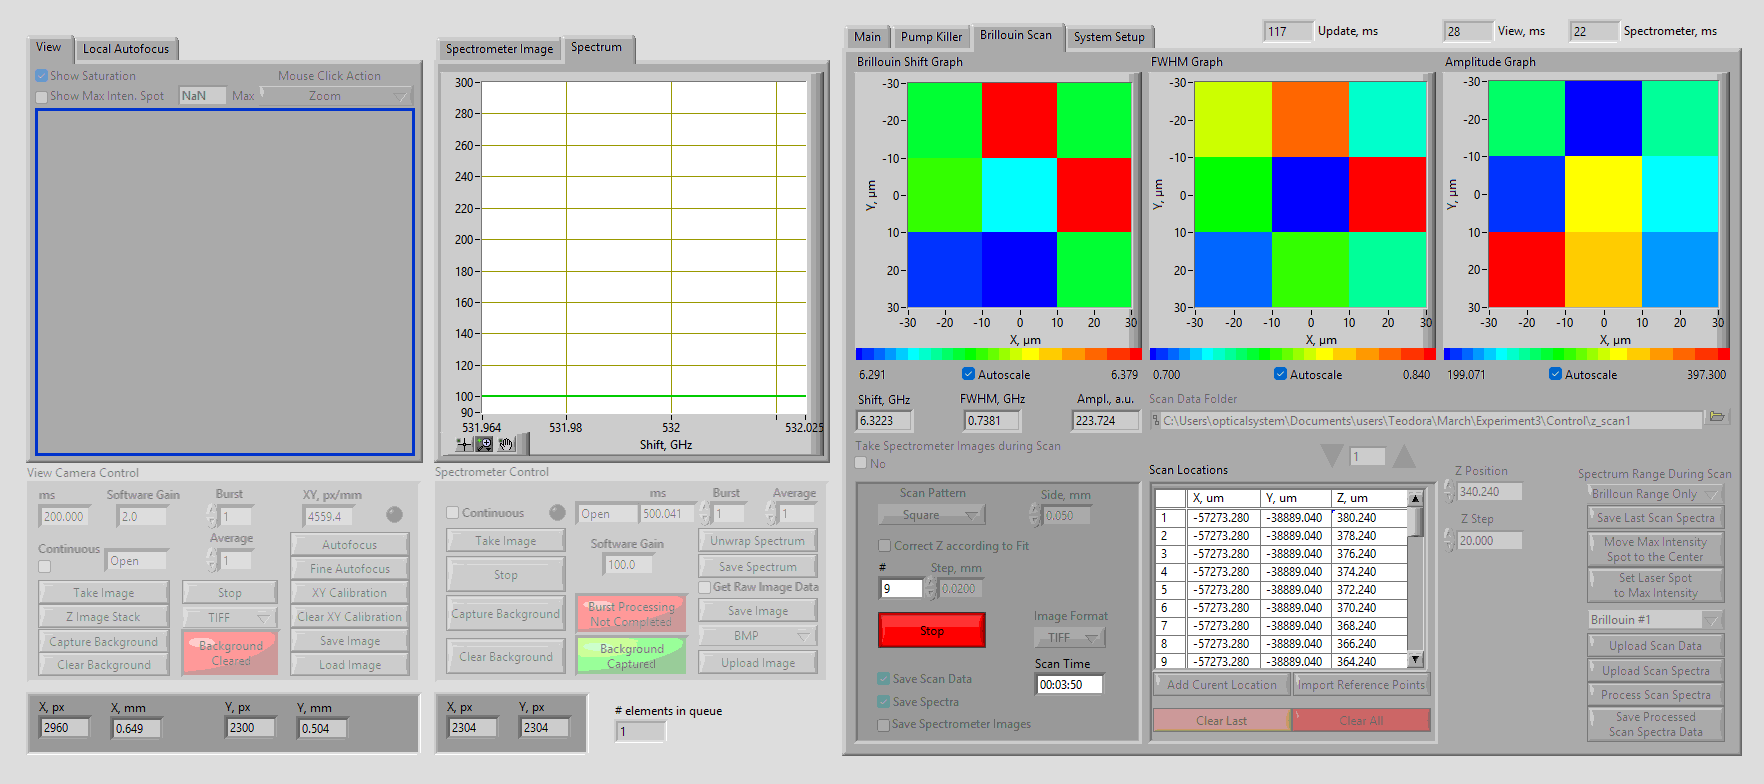 View
Local Autofocus
Show Saturation
Mouse Click Action
Show Max Inten. Spot
NaN
Max
Zoom
View Camera Control
ms
Software Gain
Burst
XY, px/mm
200.000
2.0
1
4559.4
Continuous
Open
Average
1
Autofocus
Fine Autofocus
Take Image
Stop
XY Calibration
Z Image Stack
TIFF
Clear XY Calibration
Capture Background
Background
Cleared
Save Image
Clear Background
Load Image
X, px
X, mm
Y, px
Y, mm
2960
0.649
2300
0.504
Spectrometer Image
Spectrum
300
280
260
240
220
300
180
160
140
120
100
90
531.964
531.98
532
532.025
Shift, GHz
Spectrometer Control
ms
Burst
Average
Continuous
Open
500.041
1
1
Take Image
Software Gain
100.0
Unwrap Spectrum
Stop
Save Spectrum
Get Raw Image Data
Capture Background
Burst Processing
Not Completed
Save Image
BMP
Clear Background
Background
Captured
Upload Image
X, px
Y, px
2304
2304
# elements in queue
1
117
Update, ms
28
View, ms
22
Spectrometer, ms
Main
Pump Killer
Brillouin Scan
System Setup
Brillouin Shift Graph
-30
-20
-10
0
10
20
30
Y, µm
-30
-20
-10
0
10
20
30
X, µm
6.291
Autoscale
6.379
FWHM Graph
-30
-20
-10
0
10
20
30
Y, µm
-30
-20
-10
0
10
20
30
X, µm
0.700
Autoscale
0.840
Amplitude Graph
-30
-20
-10
0
10
20
30
Y, µm
-30
-20
-10
0
10
20
30
X, µm
199.071
Autoscale
397.300
Shift, GHz
FWHM, GHz
Ampl., a.u.
6.3223
0.7381
223.724
Scan Data Folder
C:\Users\opticalsystem\Documents\users\Teodora\March\Experiment3\Control\z_scan1
Take Spectrometer Images during Scan
No
Scan Pattern
Side, mm
Square
0.050
Correct Z according to Fit
#
Step, mm
9
0.0200
Stop
Image Format
TIFF
Scan Time
00:03:50
Save Scan Data
Save Spectra
Save Spectrometer Images
1
Scan Locations
X, um Y, um Z, um
1 -57273.280 -38889.040 380.240
2 -57273.280 -38889.040 378.240
3 -57273.280 -38889.040 376.240
4 -57273.280 -38889.040 374.240
5 -57273.280 -38889.040 372.240
6 -57273.280 -38889.040 370.240
7 -57273.280 -38889.040 368.240
8 -57273.280 -38889.040 366.240
9 -57273.280 -38889.040 364.240
Add Curent Location
Import Reference Points
Clear Last
Clear All
Z Position
340.240
Z Step
20.000
Spectrum Range During Scan
Brilloun Range Only
Save Last Scan Spectra
Move Max Intensity
Spot to the Center
Set Laser Spot
to Max Intensity
Brillouin #1
Upload Scan Data
Upload Scan Spectra
Process Scan Spectra
Save Processed
Scan Spectra Data